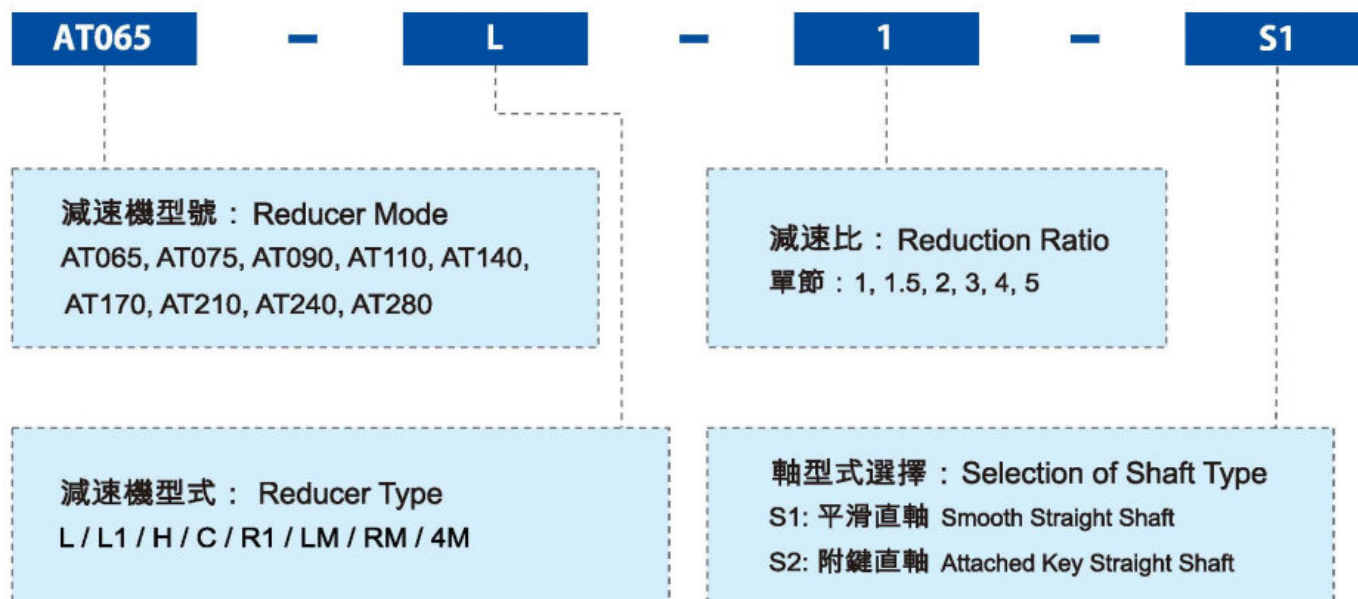 AT065 - L - 1 - S1
減速機型號：Reducer Mode
AT065, AT075, AT090, AT110, AT140,
AT170, AT210, AT240, AT280
減速比：Reduction Ratio
單節：1, 1.5, 2, 3, 4, 5
減速機型式： Reducer Type
L / L1 / H / C / R1 / LM / RM / 4M
軸型式選擇：Selection of Shaft Type
S1: 平滑直軸 Smooth Straight Shaft
S2: 附鍵直軸 Attached Key Straight Shaft